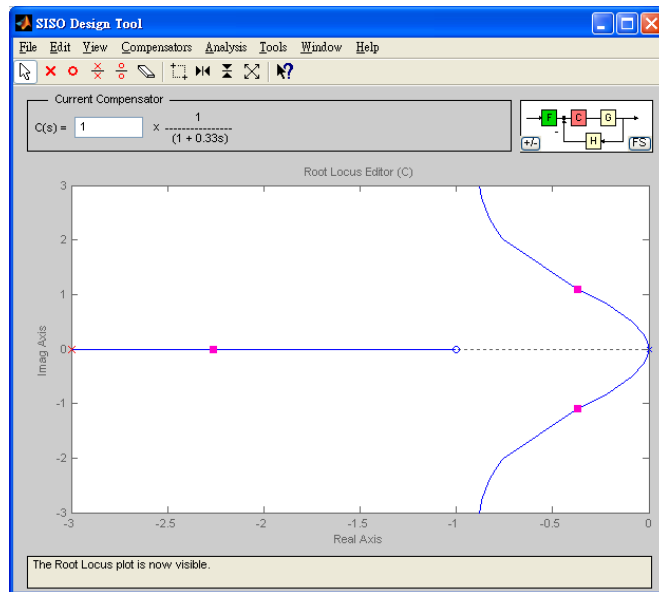 SISO Design Tool
File Edit View Compensators Analysis Tools Window Help
Current Compensator
C(s) = 1 x 1
(1 + 0.33s)
F C G
-
H
+/- FS
Root Locus Editor (C)
3
2
1
0
-1
-2
-3
Imag Axis
-3 -2.5 -2 -1.5 -1 -0.5 0
Real Axis
The Root Locus plot is now visible.